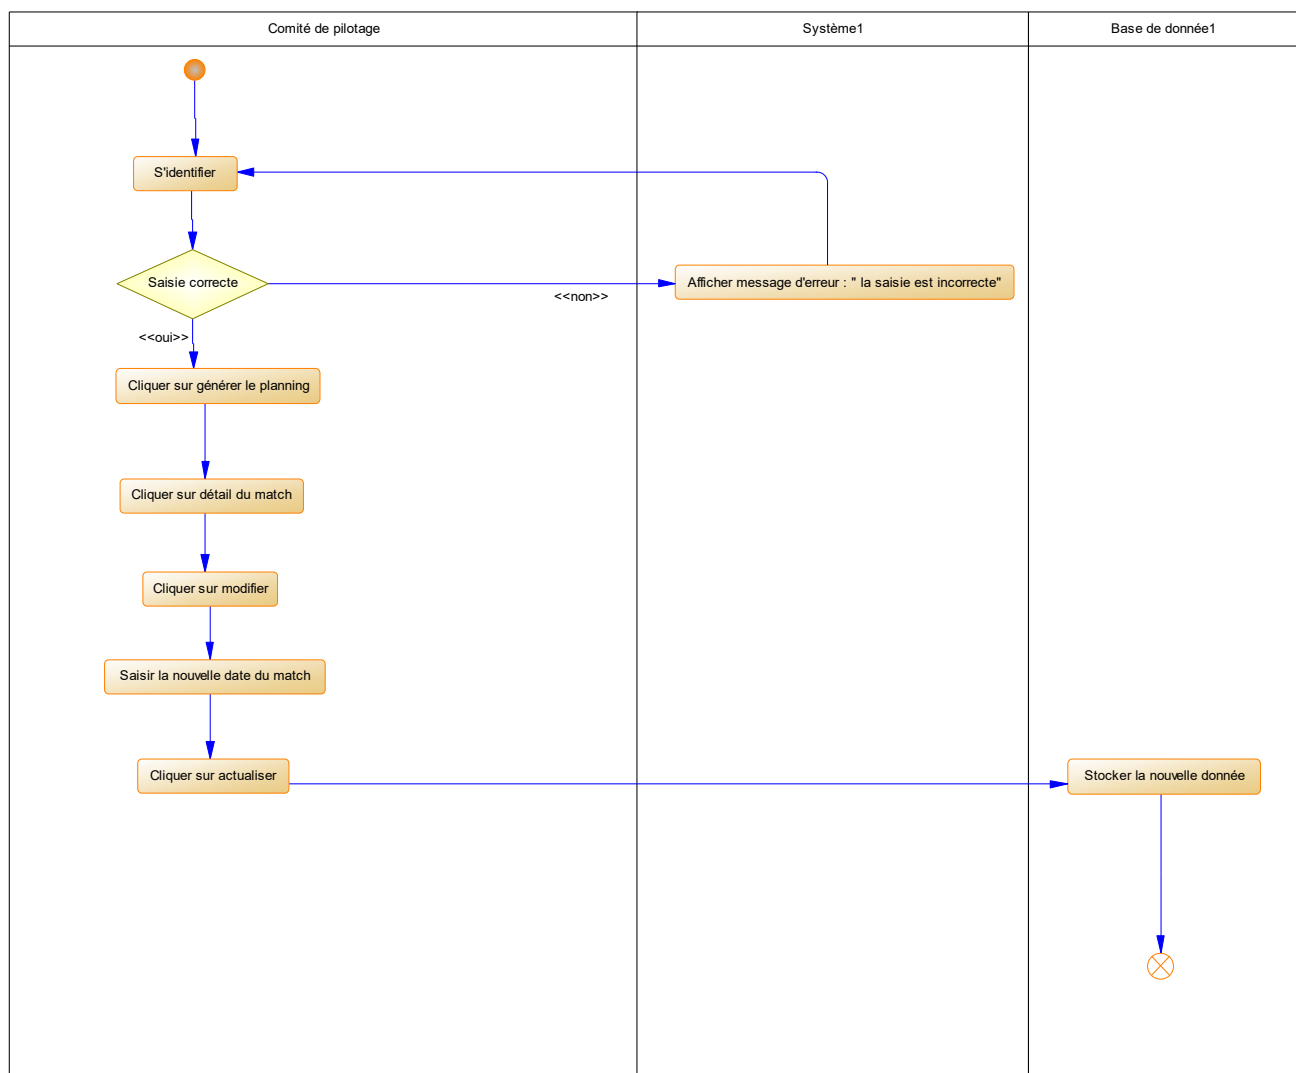 Comité de pilotage
Système1
Base de donnée1
S'identifier
Saisie correcte
Afficher message d'erreur : " la saisie est incorrecte"
<<non>>
<<oui>>
Cliquer sur générer le planning
Cliquer sur détail du match
Cliquer sur modifier
Saisir la nouvelle date du match
Cliquer sur actualiser
Stocker la nouvelle donnée